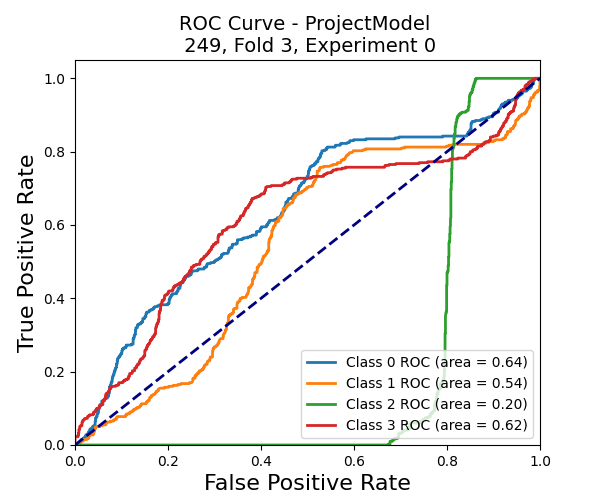 ROC Curve - ProjectModel
249, Fold 3, Experiment 0
True Positive Rate
1.0
0.8
0.6
0.4
0.2
0.0
Class 0 ROC (area = 0.64)
Class 1 ROC (area = 0.54)
Class 2 ROC (area = 0.20)
Class 3 ROC (area = 0.62)
0.0 0.2 0.4 0.6 0.8 1.0
False Positive Rate